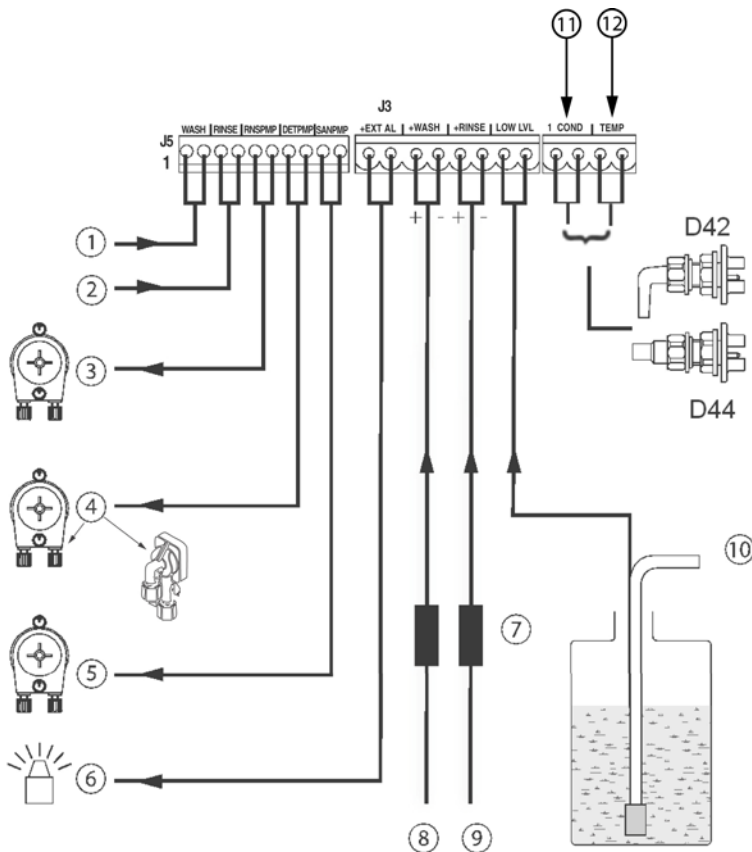 11 12
J3
J5 WASH | RINSE | RNSPMP | DETPMP | SANPMP
+EXT AL | +WASH | +RINSE | LOW LVL
1 COND | TEMP
1
+ - + -
D42
1
2
3
D44
4
10
7
5
6
8 9